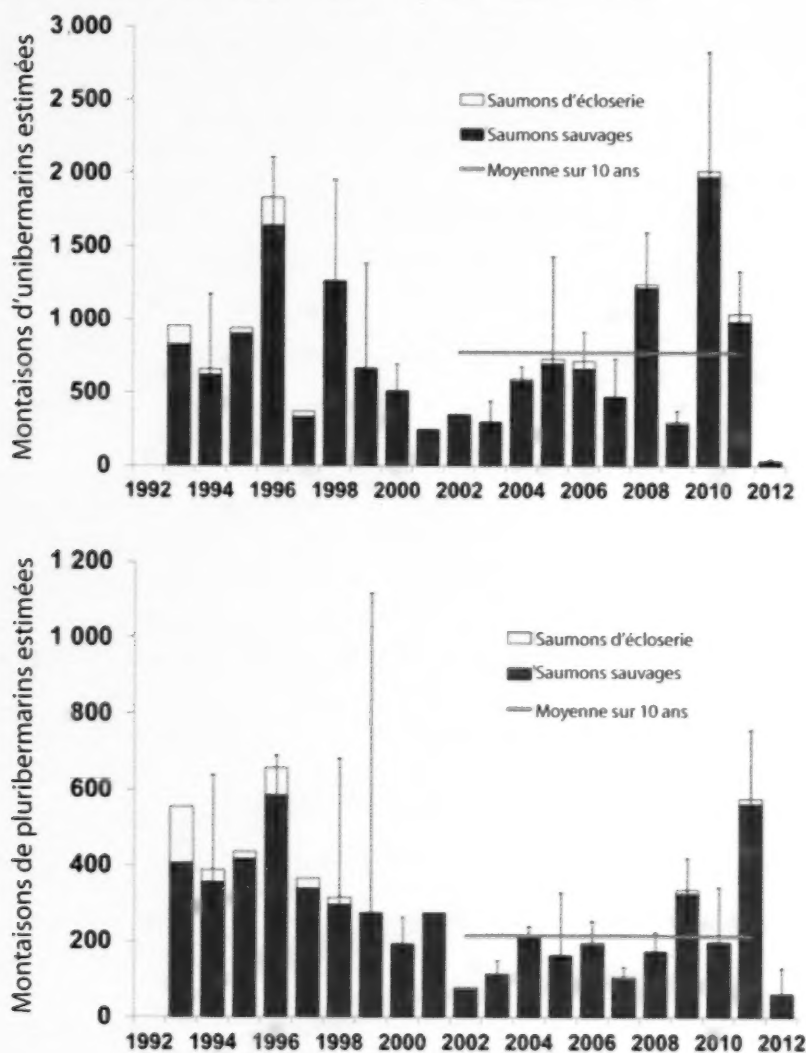 Montaisons d'unibermarins estimées
3 000
2 500
2 000
1 500
1 000
500
0
Saumons d'écloserie
Saumons sauvages
Moyenne sur 10 ans
1992 1994 1996 1998 2000 2002 2004 2006 2008 2010 2012
Montaisons de pluribermarins estimées
1 200
1 000
800
600
400
200
0
Saumons d'écloserie
Saumons sauvages
Moyenne sur 10 ans
1992 1994 1996 1998 2000 2002 2004 2006 2008 2010 2012